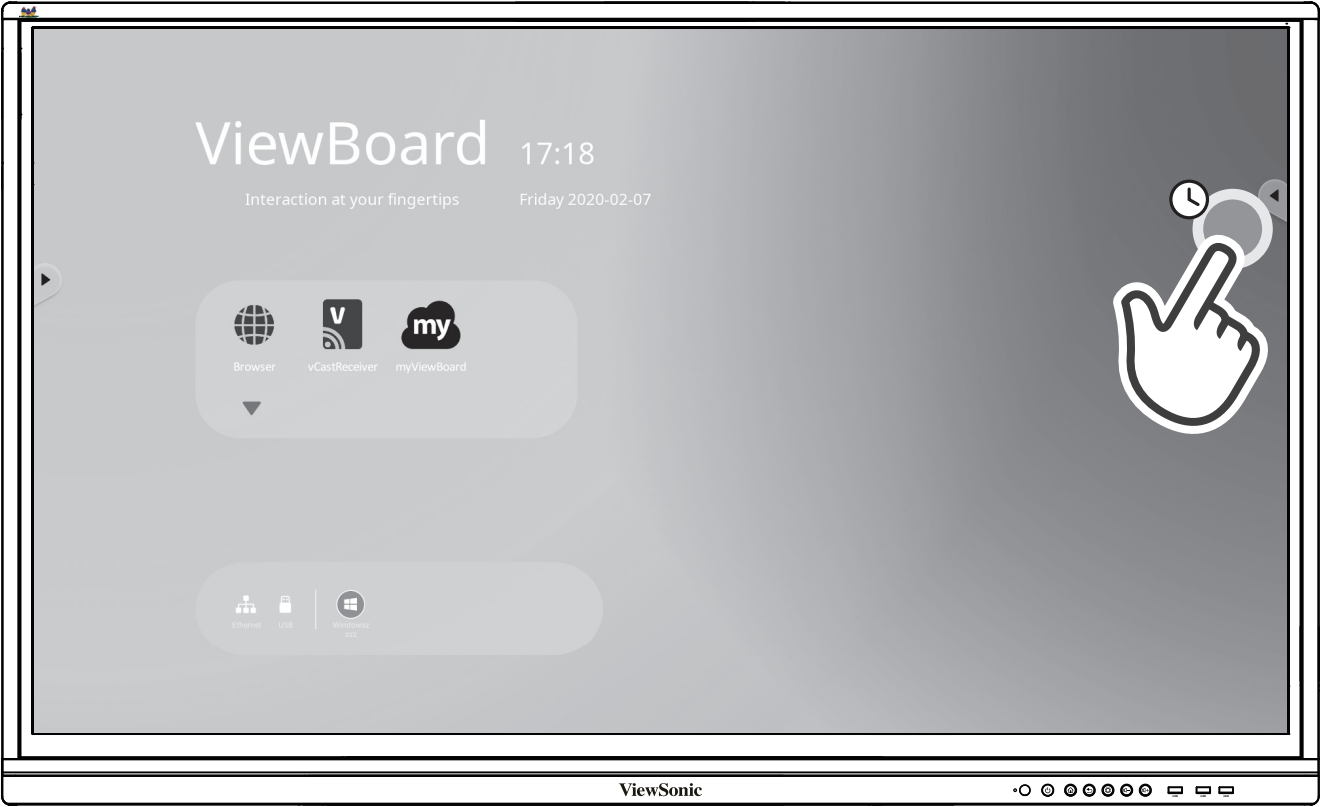 ViewBoard 17:18
Interaction at your fingertips Friday 2020-02-07
V
my
Browser vCastReceiver myViewBoard
Ethernet USB
ViewSonic